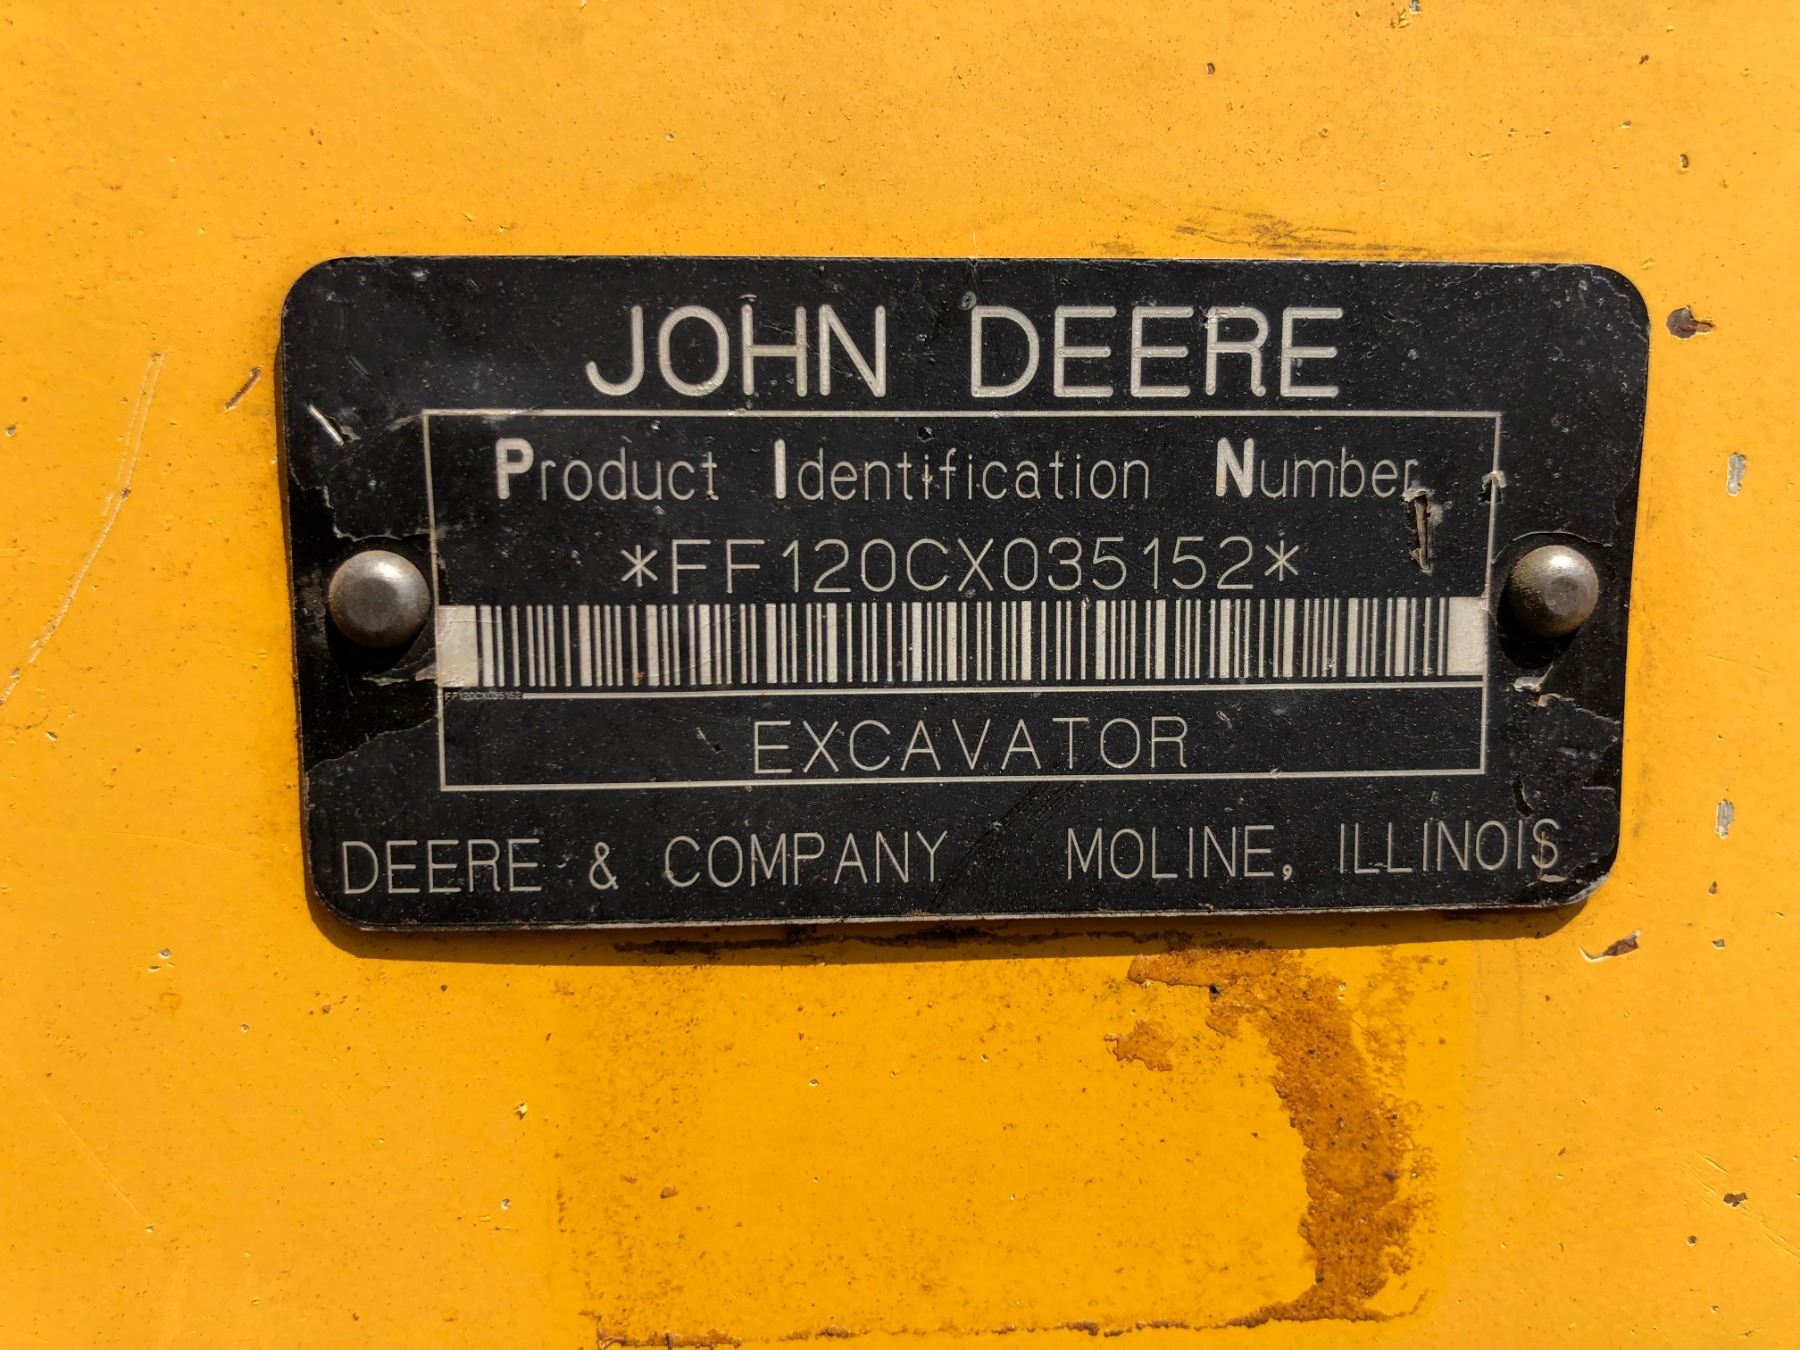 JOHN DEERE
Product Identification Number
*FF120CX035152*
FF120CX035152
EXCAVATOR
DEERE & COMPANY MOLINE, ILLINOIS